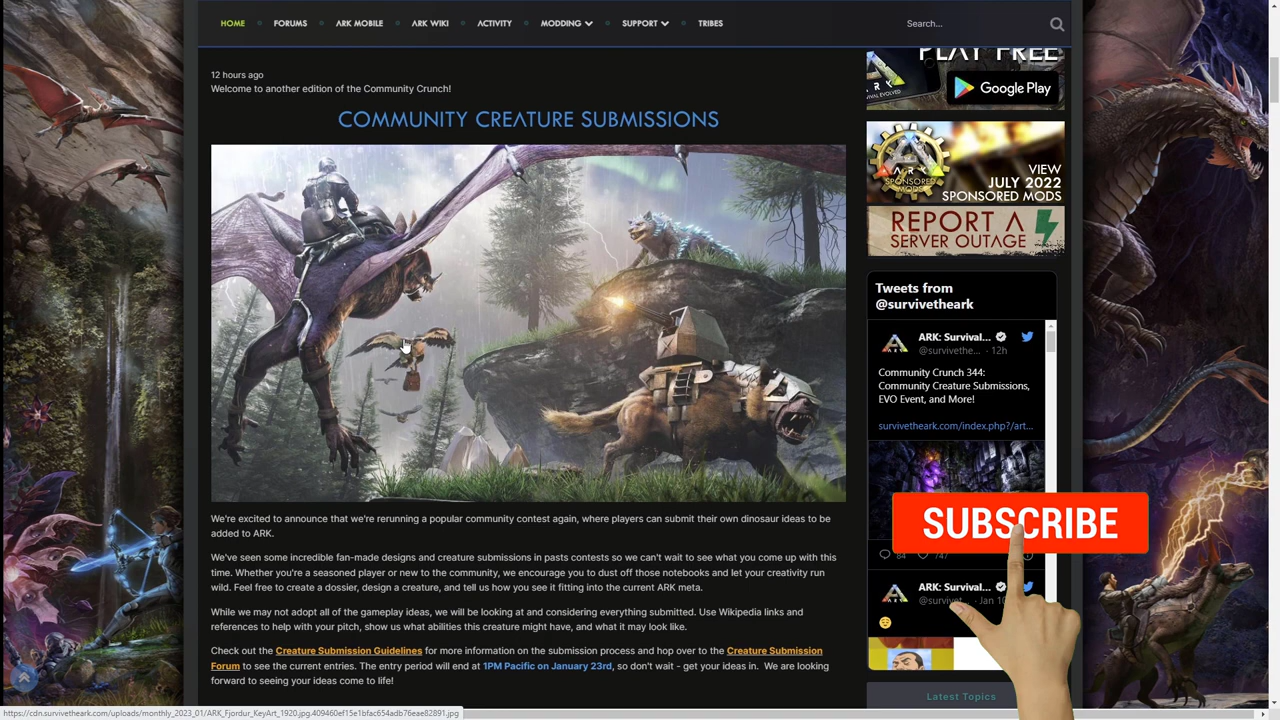 HOME
FORUMS
ARK MOBILE
ARK WIKI
ACTIVITY
MODDING
SUPPORT
TRIBES
Search...
12 hours ago
Welcome to another edition of the Community Crunch!
COMMUNITY CREATURE SUBMISSIONS
We're excited to announce that we're rerunning a popular community contest again, where players can submit their own dinosaur ideas to be
added to ARK.
We've seen some incredible fan-made designs and creature submissions in pasts contests so we can't wait to see what you come up with this
time. Whether you're a seasoned player or new to the community, we encourage you to dust off those notebooks and let your creativity run
wild. Feel free to create a dossier, design a creature, and tell us how you see it fitting into the current ARK meta.
While we may not adopt all of the gameplay ideas, we will be looking at and considering everything submitted. Use Wikipedia links and
references to help with your pitch, show us what abilities this creature might have, and what it may look like.
Check out the Creature Submission Guidelines for more information on the submission process and hop over to the Creature Submission
Forum to see the current entries. The entry period will end at 1PM Pacific on January 23rd, so don't wait - get your ideas in. We are looking
forward to seeing your ideas come to life!
PLAY FREE
Google Play
ARK
SPONSORED
MODS
VIEW
JULY 2022
SPONSORED MODS
REPORT A
SERVER OUTAGE
Tweets from
@survivetheark
ARK: Survival...
@survivethe... · 12h
Community Crunch 344:
Community Creature Submissions,
EVO Event, and More!
survivetheark.com/index.php?/art...
SUBSCRIBE
84
747
ARK: Survival...
@survivet... · Jan 10
Latest Topics
https://cdn.survivetheark.com/uploads/monthly_2023_01/ARK_Fjordur_KeyArt_1920.jpg.409460ef15e1bfac654adb76eae82891.jpg